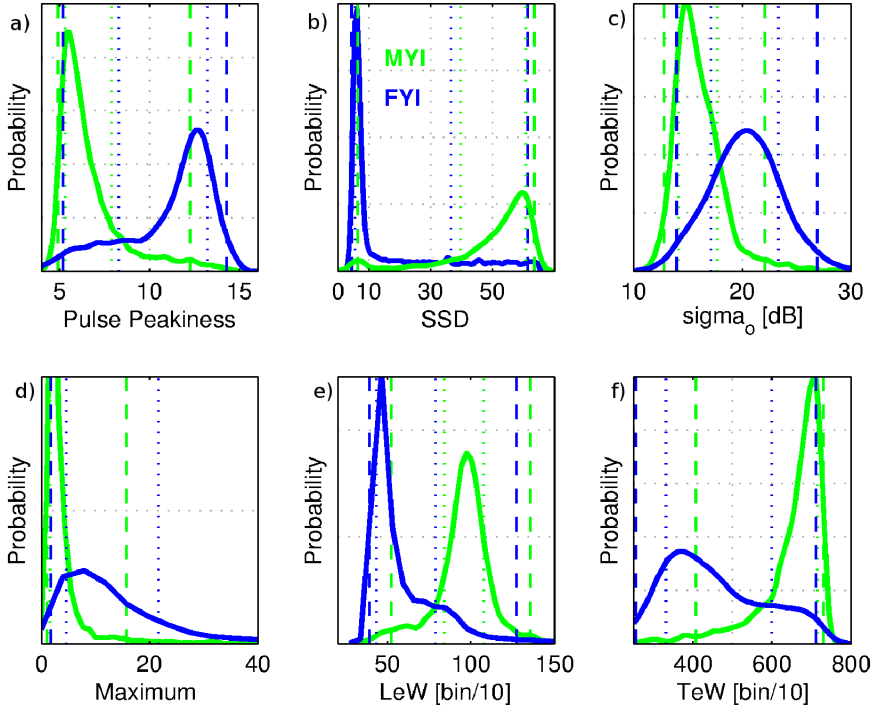 a)
Probability
5
10
15
Pulse Peakiness
b)
Probability
MYI
FYI
0
10
30
50
SSD
c)
Probability
10
20
30
sigmao [dB]
d)
Probability
0
20
40
Maximum
e)
Probability
50
100
150
LeW [bin/10]
f)
Probability
400
600
800
TeW [bin/10]